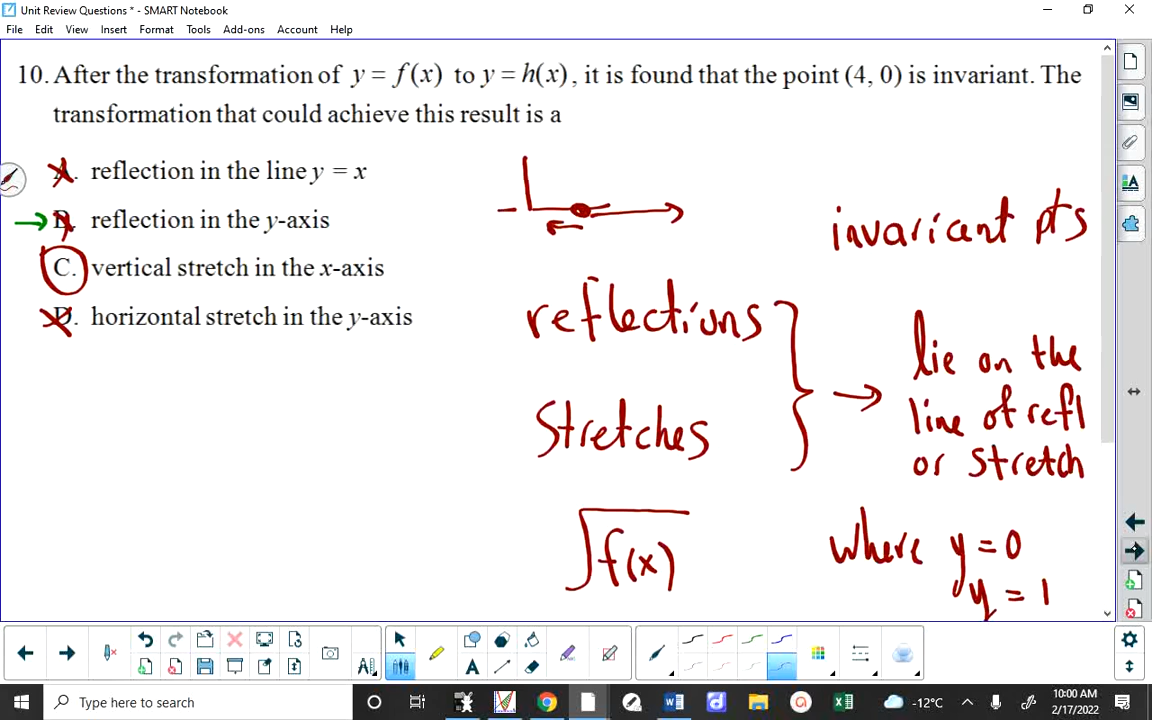 Unit Review Questions * - SMART Notebook
File Edit View Insert Format Tools Add-ons Account Help
10. After the transformation of y = f(x) to y = h(x), it is found that the point (4, 0) is invariant. The
transformation that could achieve this result is a
A. reflection in the line y = x
B. reflection in the y-axis
C. vertical stretch in the x-axis
D. horizontal stretch in the y-axis
invariant pts
reflections
Stretches
lie on the
line of refl
or stretch
√f(x)
where y = 0
y = 1
Type here to search
-12°C
10:00 AM
2/17/2022